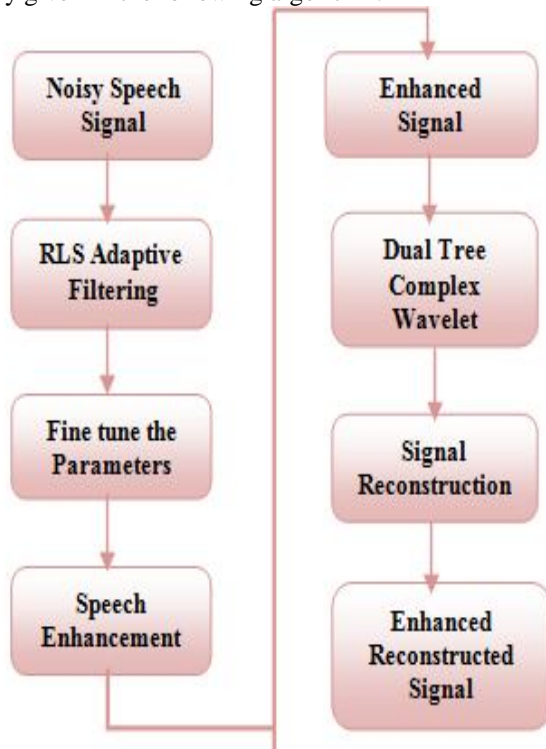 Noisy Speech
Signal
RLS Adaptive
Filtering
Fine tune the
Parameters
Speech
Enhancement
Enhanced
Signal
Dual Tree
Complex
Wavelet
Signal
Reconstruction
Enhanced
Reconstructed
Signal